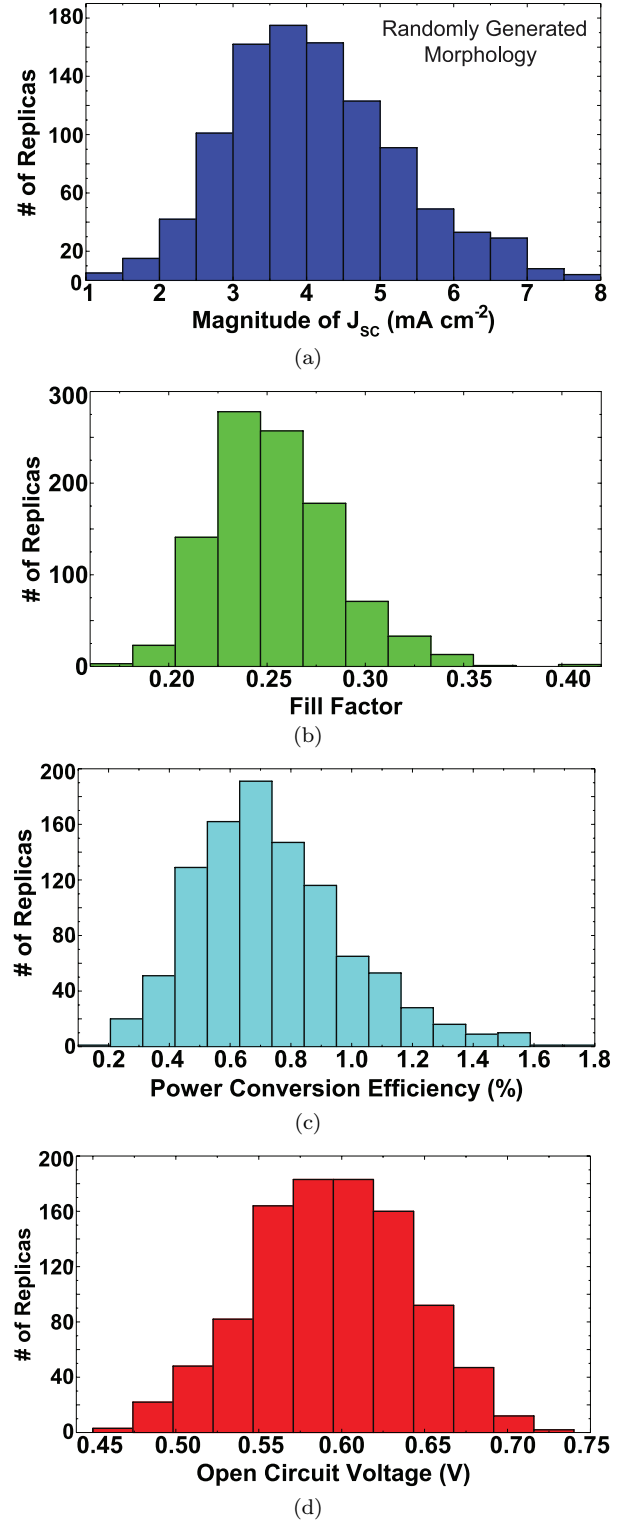 180
140
100
60
20
0
# of Replicas
Randomly Generated
Morphology
1 2 3 4 5 6 7 8
Magnitude of J_SC (mA cm⁻²)
(a)
300
200
100
0
# of Replicas
0.20 0.25 0.30 0.35 0.40
Fill Factor
(b)
200
160
120
80
40
0
# of Replicas
0.2 0.4 0.6 0.8 1.0 1.2 1.4 1.6 1.8
Power Conversion Efficiency (%)
(c)
200
160
120
80
40
0
# of Replicas
0.45 0.50 0.55 0.60 0.65 0.70 0.75
Open Circuit Voltage (V)
(d)